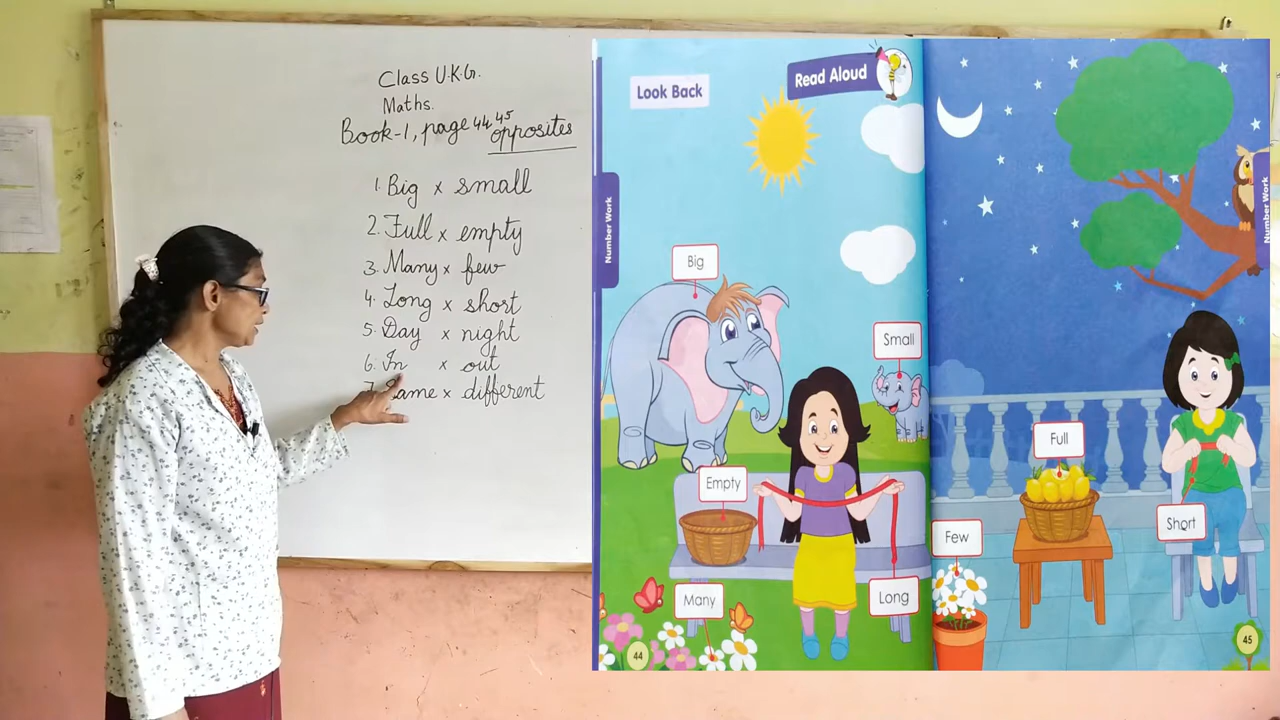 Class U.K.G.
Maths.
Book-1, page 44,45
opposites
1. Big x small
2. Full x empty
3. Many x few
4. Long x short
5. Day x night
6. In x out
7. Same x different
Look Back
Read Aloud
Number Work
Big
Small
Empty
Many
Long
44
Number Work
Full
Few
Short
45